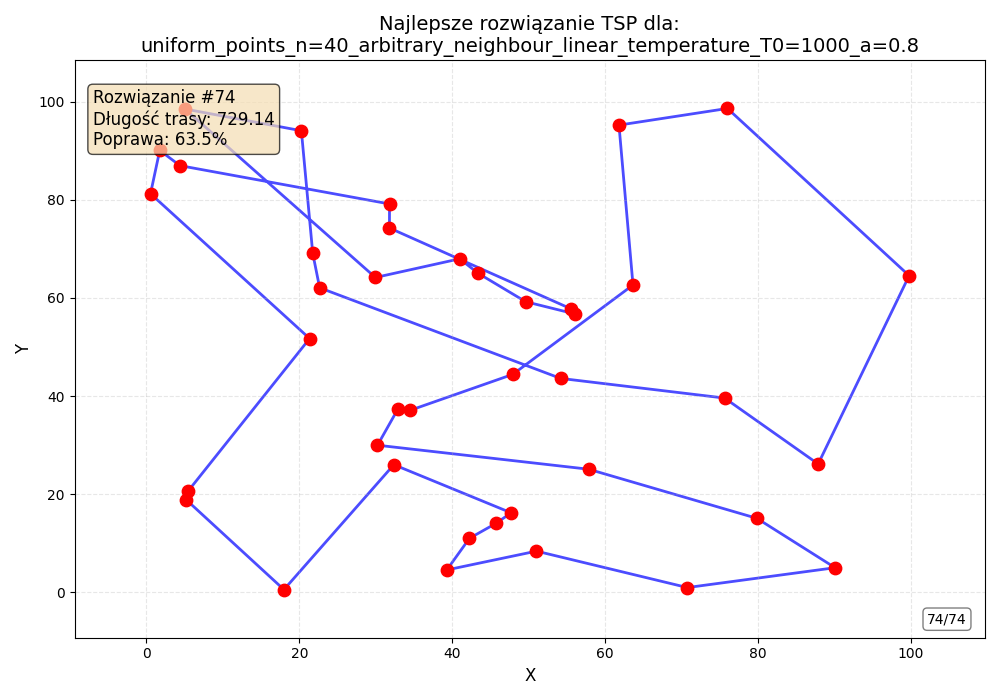 Najlepsze rozwiązanie TSP dla:
uniform_points_n=40_arbitrary_neighbour_linear_temperature_T0=1000_a=0.8
Rozwiązanie #74
Długość trasy: 729.14
Poprawa: 63.5%
100
80
60
40
20
0
Y
74/74
0 20 40 60 80 100
X